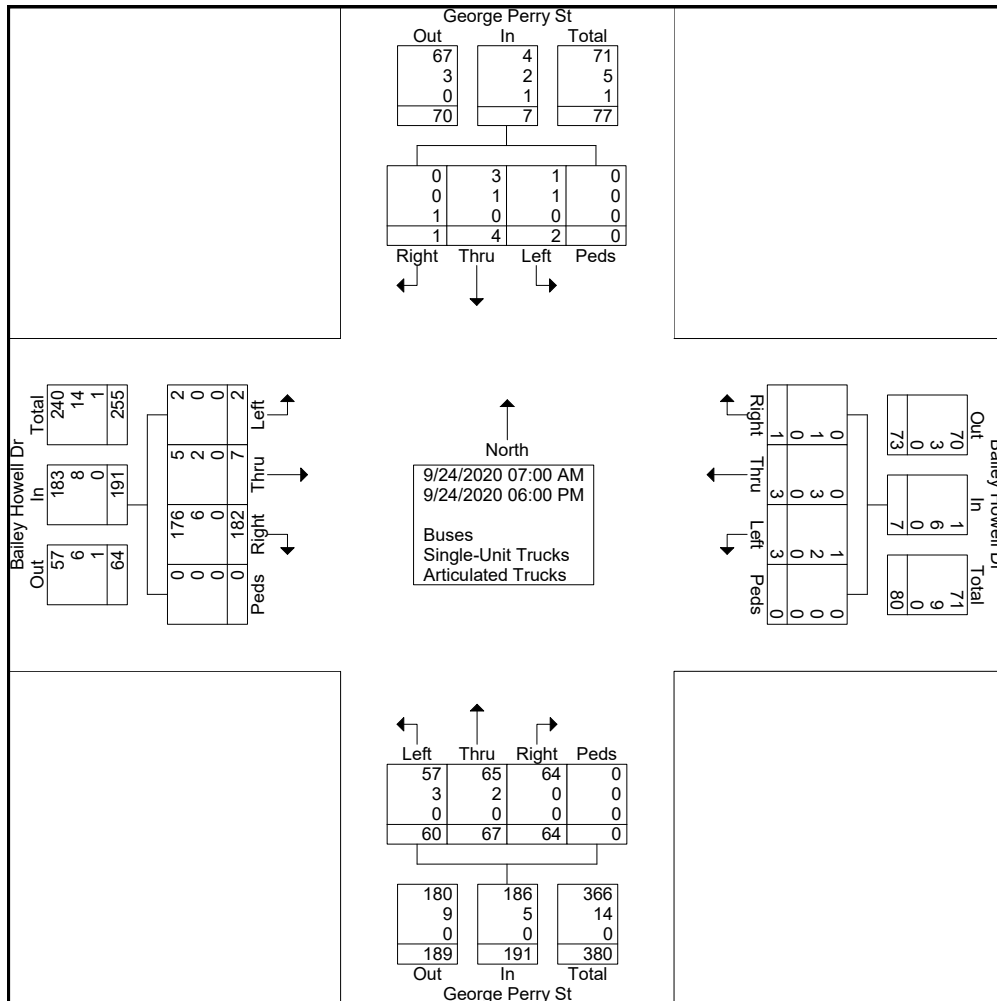 George Perry St
Out In Total
67 4 71
3 2 5
0 1 1
70 7 77
0 3 1 0
0 1 1 0
1 0 0 0
1 4 2 0
Right Thru Left Peds
Bailey Howell Dr
Total In Out
240 183 57
14 8 6
1 0 1
255 191 64
2 5 176 0
0 2 6 0
0 0 0 0
2 7 182 0
Left Thru Right Peds
North
9/24/2020 07:00 AM
9/24/2020 06:00 PM
Buses
Single-Unit Trucks
Articulated Trucks
Right Thru Left Peds
0 0 1 0
1 3 2 0
0 0 0 0
1 3 3 0
Bailey Howell Dr
Out In Total
70 1 71
3 6 9
0 0 0
73 7 80
Left Thru Right Peds
57 65 64 0
3 2 0 0
0 0 0 0
60 67 64 0
180 186 366
9 5 14
0 0 0
189 191 380
Out In Total
George Perry St